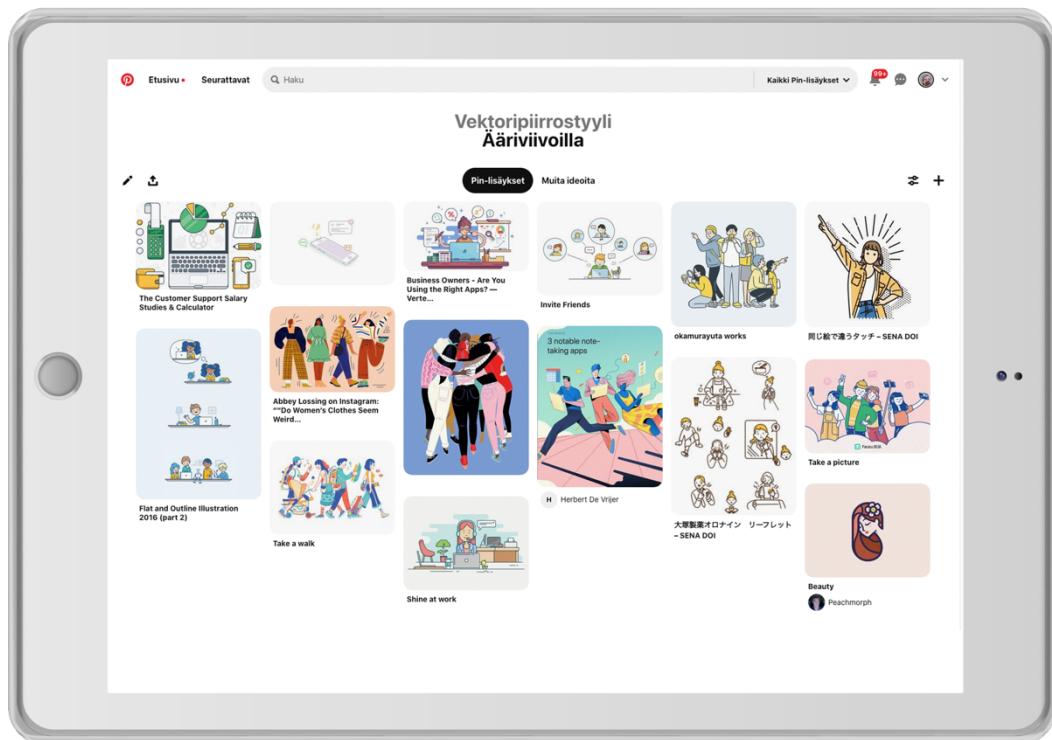 Etusivu
Seurattavat
Haku
Kaikki Pin-lisäykset
99+
Vektoripiirrostyyli
Ääriviivoilla
Pin-lisäykset
Muita ideoita
The Customer Support Salary
Studies & Calculator
Flat and Outline Illustration
2016 (part 2)
Abbey Lossing on Instagram:
"“Do Women's Clothes Seem
Weird...
Take a walk
Business Owners - Are You
Using the Right Apps? —
Verte...
Shine at work
Invite Friends
3 notable note-
taking apps
H Herbert De Vrijer
okamurayuta works
大塚製薬オロナイン リーフレット
– SENA DOI
同じ絵で違うタッチ – SENA DOI
Take a picture
Beauty
Peachmorph